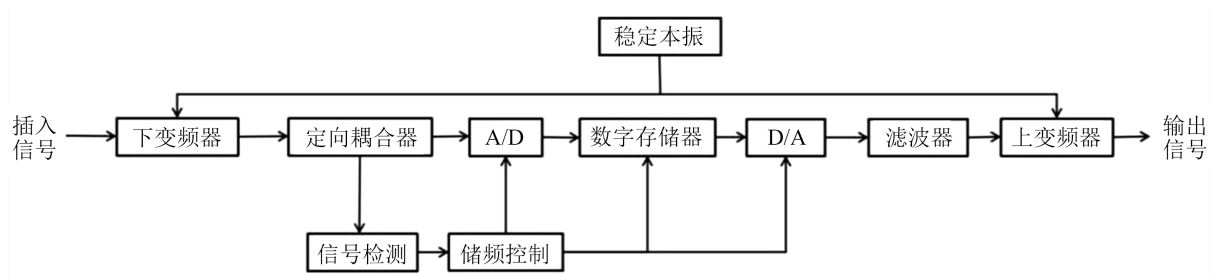 稳定本振
插入
信号
下变频器
定向耦合器
A/D
数字存储器
D/A
滤波器
上变频器
输出
信号
信号检测
储频控制